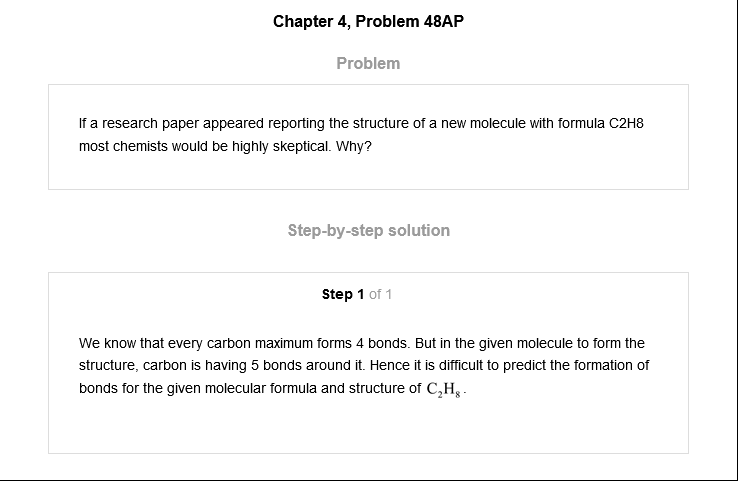 Chapter 4, Problem 48AP
Problem
If a research paper appeared reporting the structure of a new molecule with formula C2H8
most chemists would be highly skeptical. Why?
Step-by-step solution
Step 1 of 1
We know that every carbon maximum forms 4 bonds. But in the given molecule to form the
structure, carbon is having 5 bonds around it. Hence it is difficult to predict the formation of
bonds for the given molecular formula and structure of C₂H₈.